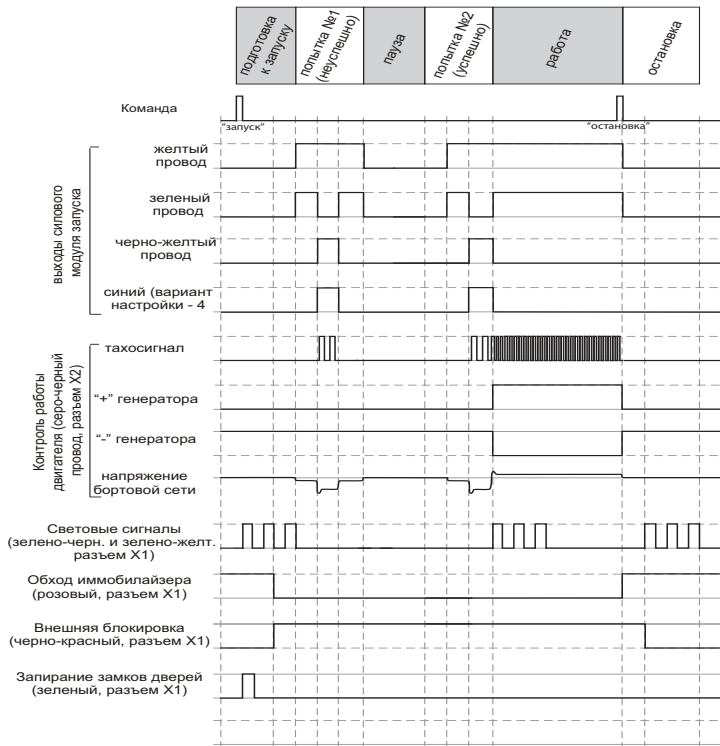 подготовка
к запуску
попытка №1
(неуспешно)
пауза
попытка №2
(успешно)
работа
остановка
Команда
"запуск"
"остановка"
выходы силового
модуля запуска
желтый
провод
зеленый
провод
черно-желтый
провод
синий (вариант
настройки - 4
Контроль работы
двигателя (серо-черный
провод, разъем X2)
тахосигнал
"+" генератора
"-" генератора
напряжение
бортовой сети
Световые сигналы
(зелено-черн. и зелено-желт.
разъем X1)
Обход иммобилайзера
(розовый, разъем X1)
Внешняя блокировка
(черно-красный, разъем X1)
Запирание замков дверей
(зеленый, разъем X1)